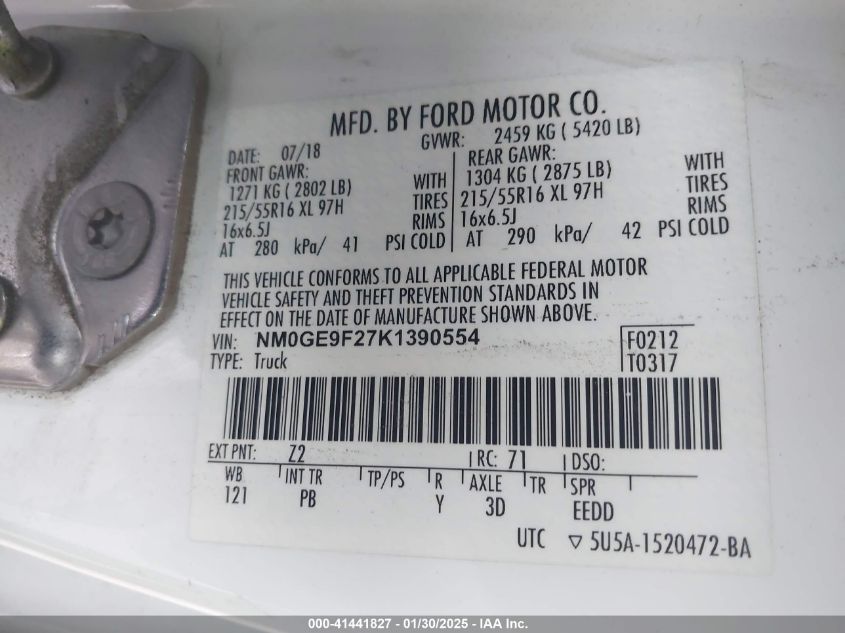 MFD. BY FORD MOTOR CO.
DATE: 07/18 GVWR: 2459 KG ( 5420 LB)
FRONT GAWR: REAR GAWR:
1271 KG ( 2802 LB) WITH 1304 KG ( 2875 LB) WITH
215/55R16 XL 97H TIRES 215/55R16 XL 97H TIRES
16x6.5J RIMS 16x6.5J RIMS
AT 280 kPa/ 41 PSI COLD AT 290 kPa/ 42 PSI COLD
THIS VEHICLE CONFORMS TO ALL APPLICABLE FEDERAL MOTOR
VEHICLE SAFETY AND THEFT PREVENTION STANDARDS IN
EFFECT ON THE DATE OF MANUFACTURE SHOWN ABOVE.
VIN: NM0GE9F27K1390554 F0212
TYPE: Truck T0317
EXT PNT: Z2 RC: 71 DSO:
WB INT TR TP/PS R AXLE TR SPR
121 PB Y 3D EEDD
UTC ▽ 5U5A-1520472-BA
000-41441827 - 01/30/2025 - IAA Inc.